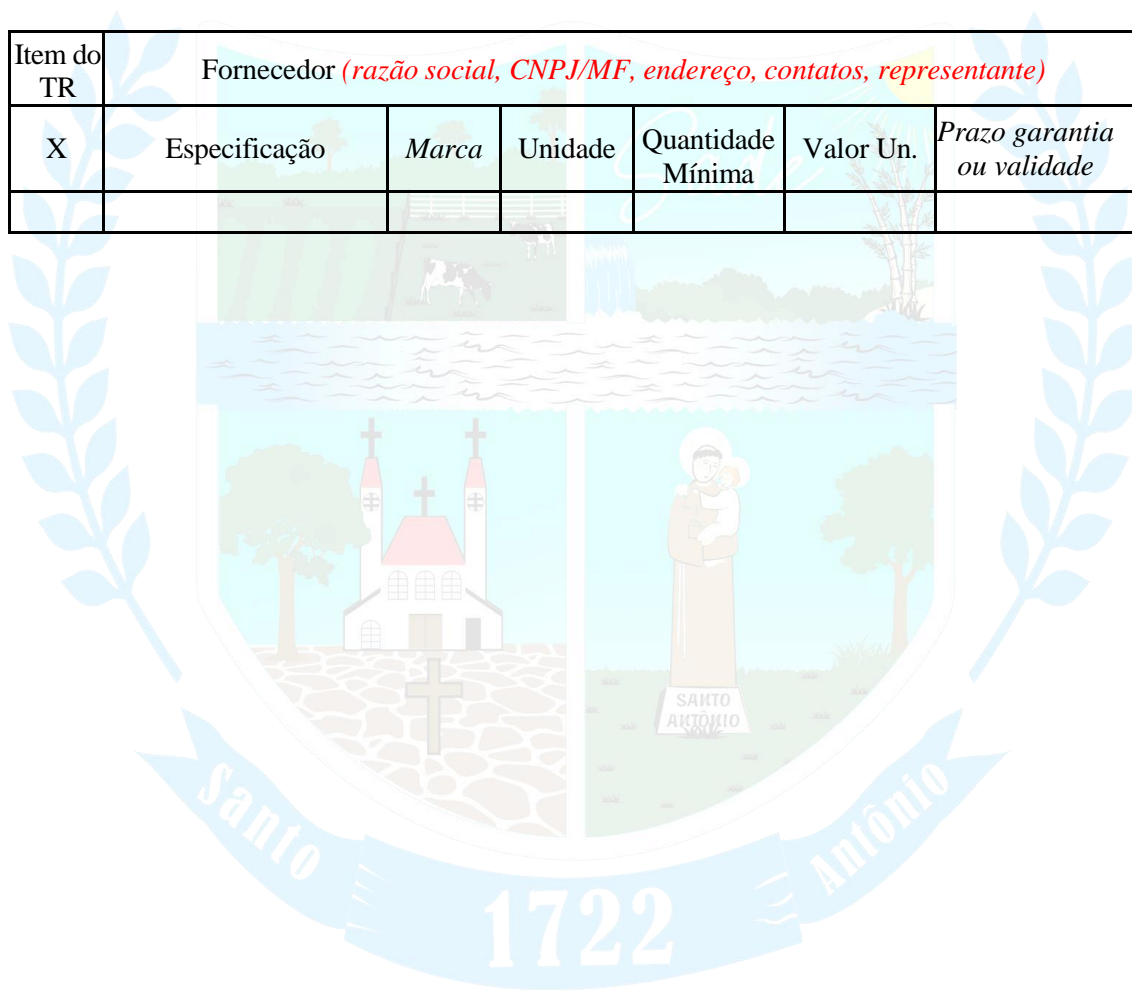 Item do TR
Fornecedor (razão social, CNPJ/MF, endereço, contatos, representante)
X
Especificação
Marca
Unidade
Quantidade Mínima
Valor Un.
Prazo garantia ou validade
SANTO
ANTÔNIO
Santo
1722
Antônio